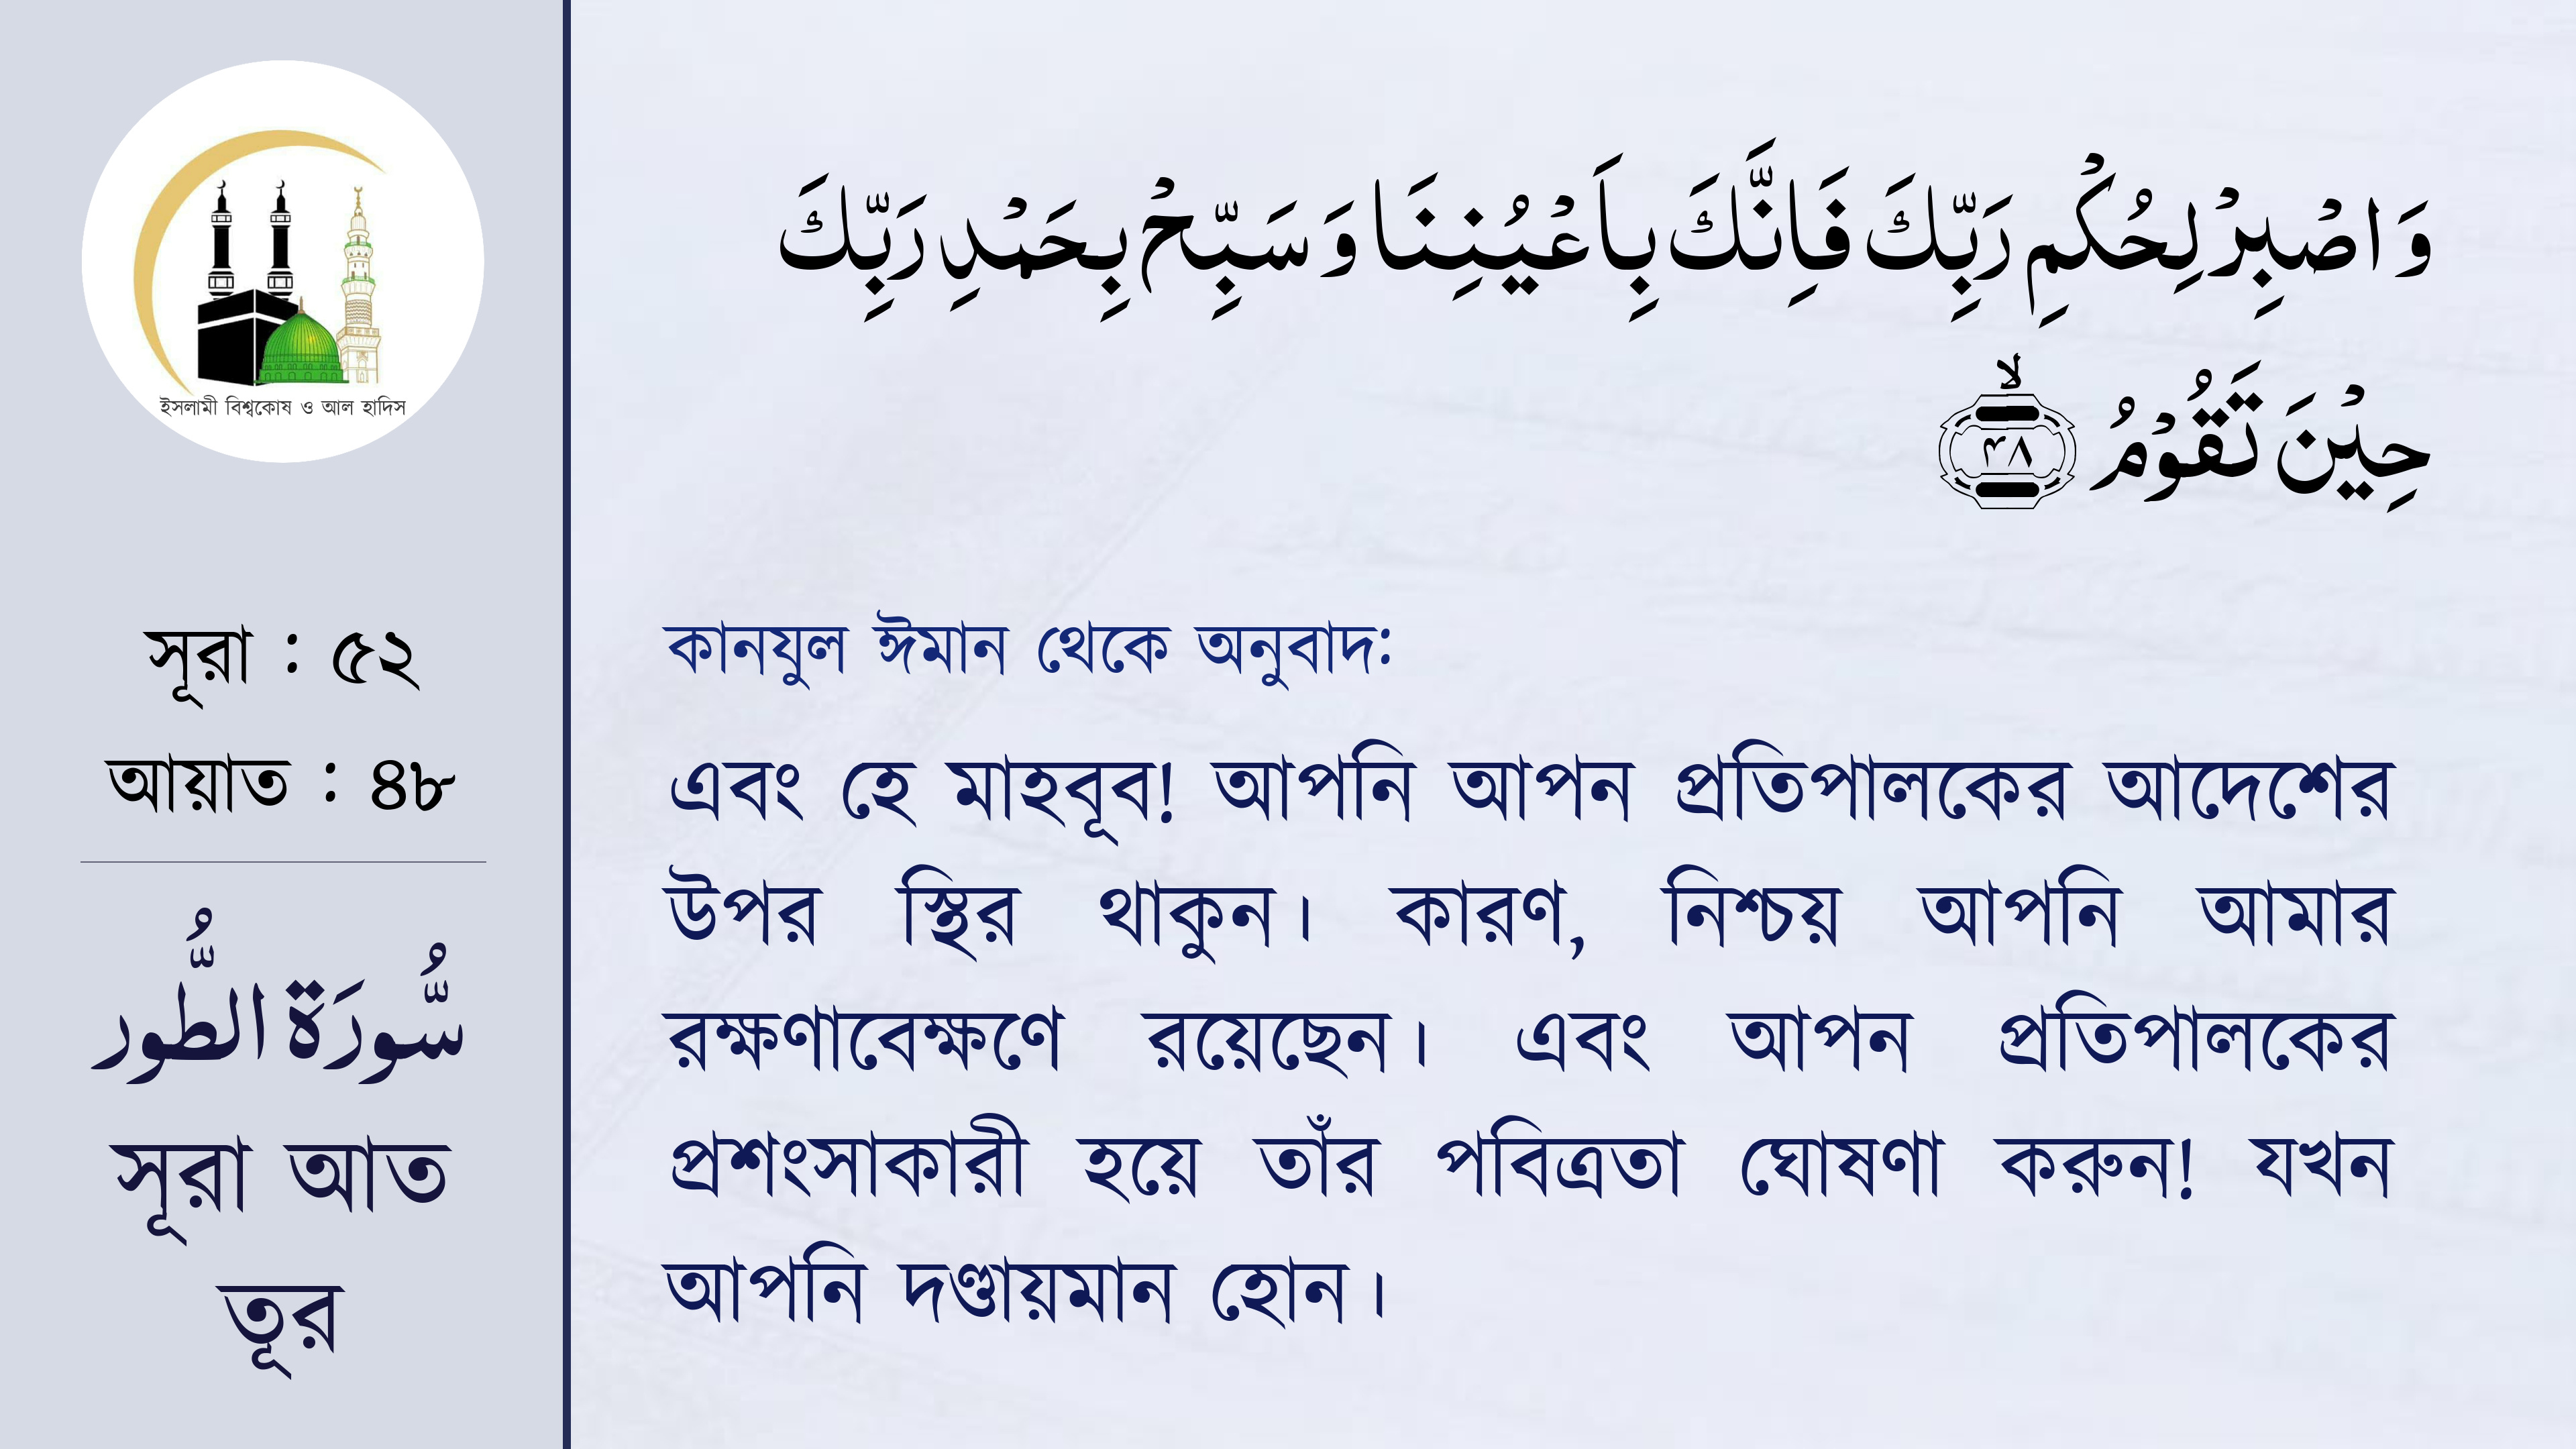 ইসলামী বিশ্বকোষ ও আল হাদিস
সূরা : ৫২
আয়াত : ৪৮
سُّورَة الطُّور
সূরা আত
তূর
وَ اصْبِرْ لِحُكْمِ رَبِّكَ فَاِنَّكَ بِاَعْیُنِنَا وَ سَبِّحْ بِحَمْدِ رَبِّكَ
حِیْنَ تَقُوْمُ ۙ۴۸
কানযুল ঈমান থেকে অনুবাদ:
এবং হে মাহবূব! আপনি আপন প্রতিপালকের আদেশের
উপর স্থির থাকুন। কারণ, নিশ্চয় আপনি আমার
রক্ষণাবেক্ষণে রয়েছেন। এবং আপন প্রতিপালকের
প্রশংসাকারী হয়ে তাঁর পবিত্রতা ঘোষণা করুন! যখন
আপনি দণ্ডায়মান হোন।